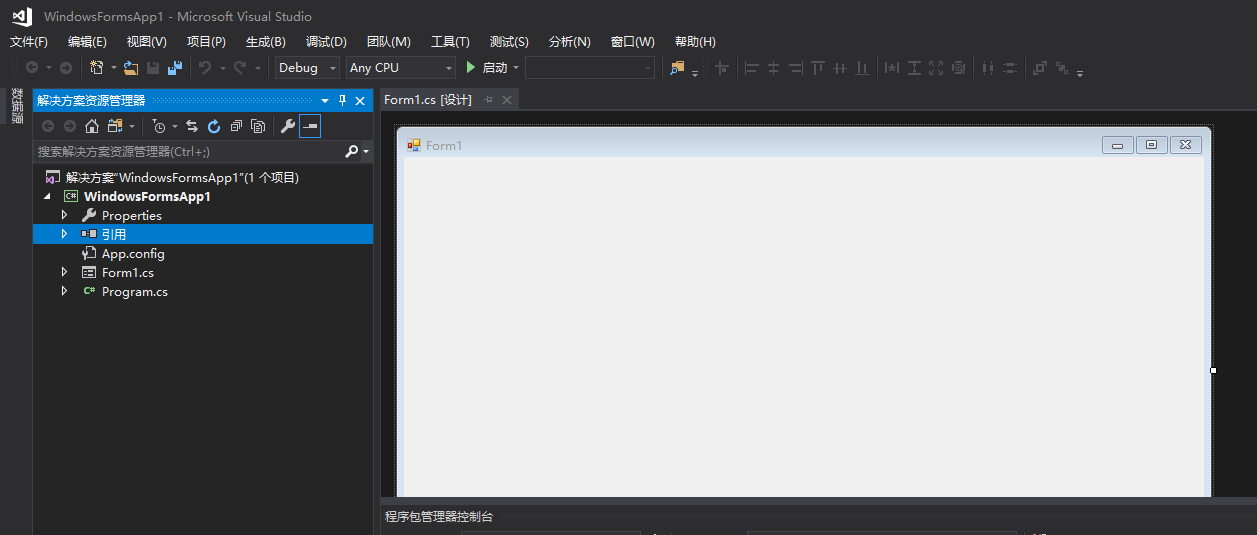 WindowsFormsApp1 - Microsoft Visual Studio
文件(F) 编辑(E) 视图(V) 项目(P) 生成(B) 调试(D) 团队(M) 工具(T) 测试(S) 分析(N) 窗口(W) 帮助(H)
Debug Any CPU 启动
数据源
解决方案资源管理器
Form1.cs [设计]
搜索解决方案资源管理器(Ctrl+;)
Form1
解决方案"WindowsFormsApp1"(1 个项目)
C# WindowsFormsApp1
Properties
引用
App.config
Form1.cs
C# Program.cs
程序包管理器控制台